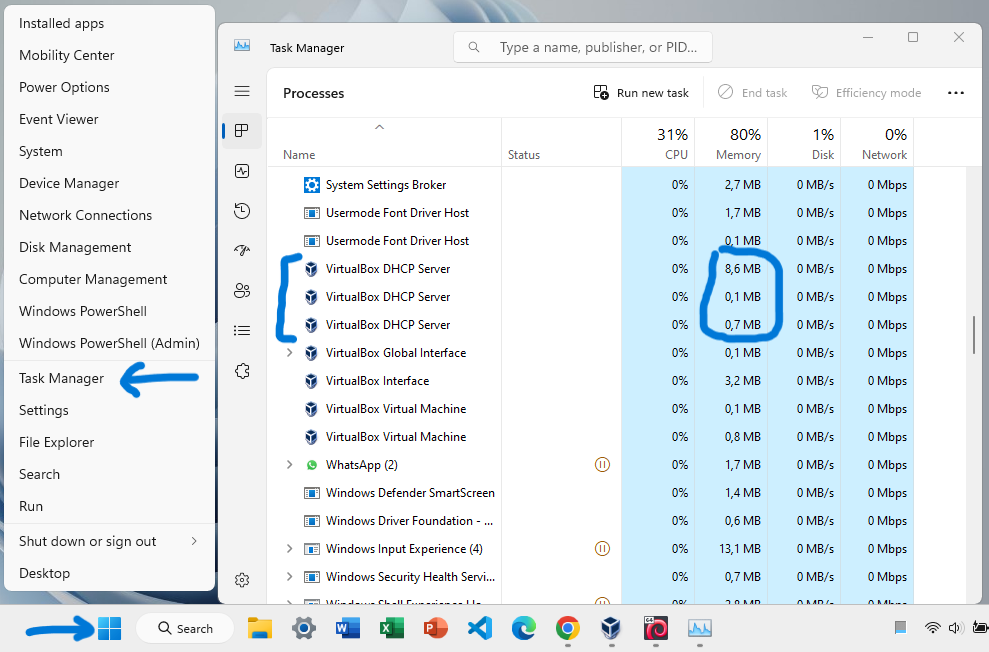 Installed apps
Mobility Center
Power Options
Event Viewer
System
Device Manager
Network Connections
Disk Management
Computer Management
Windows PowerShell
Windows PowerShell (Admin)
Task Manager
Settings
File Explorer
Search
Run
Shut down or sign out
Desktop
Task Manager
Type a name, publisher, or PID...
Processes
Run new task
End task
Efficiency mode
31% 80% 1% 0%
Name Status CPU Memory Disk Network
System Settings Broker 0% 2,7 MB 0 MB/s 0 Mbps
Usermode Font Driver Host 0% 1,7 MB 0 MB/s 0 Mbps
Usermode Font Driver Host 0% 0,1 MB 0 MB/s 0 Mbps
VirtualBox DHCP Server 0% 8,6 MB 0 MB/s 0 Mbps
VirtualBox DHCP Server 0% 0,1 MB 0 MB/s 0 Mbps
VirtualBox DHCP Server 0% 0,7 MB 0 MB/s 0 Mbps
VirtualBox Global Interface 0% 0,1 MB 0 MB/s 0 Mbps
VirtualBox Interface 0% 3,2 MB 0 MB/s 0 Mbps
VirtualBox Virtual Machine 0% 0,1 MB 0 MB/s 0 Mbps
VirtualBox Virtual Machine 0% 0,8 MB 0 MB/s 0 Mbps
WhatsApp (2) 0% 1,7 MB 0 MB/s 0 Mbps
Windows Defender SmartScreen 0% 1,4 MB 0 MB/s 0 Mbps
Windows Driver Foundation - ... 0% 0,6 MB 0 MB/s 0 Mbps
Windows Input Experience (4) 0% 13,1 MB 0 MB/s 0 Mbps
Windows Security Health Servi... 0% 0,7 MB 0 MB/s 0 Mbps
Windows Shell Experience Ho... 0% 2,8 MB 0 MB/s 0 Mbps
Search